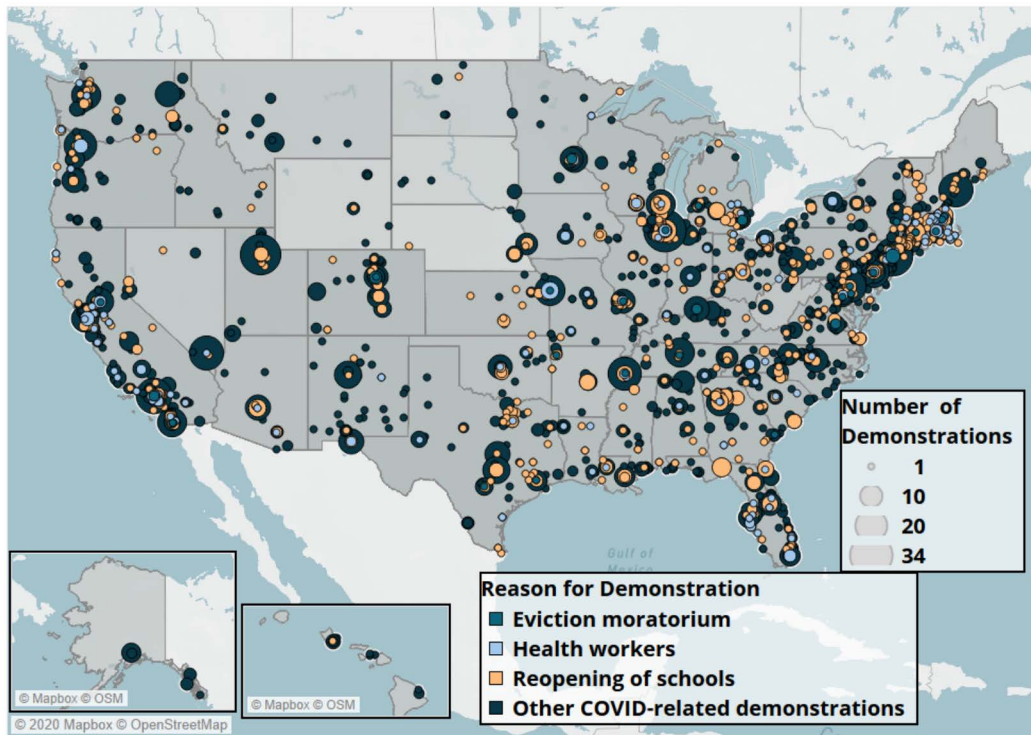 Number of
Demonstrations
1
10
20
34
Gulf of
Mexico
Reason for Demonstration
Eviction moratorium
Health workers
Reopening of schools
Other COVID-related demonstrations
© Mapbox © OSM
© Mapbox © OSM
© 2020 Mapbox © OpenStreetMap